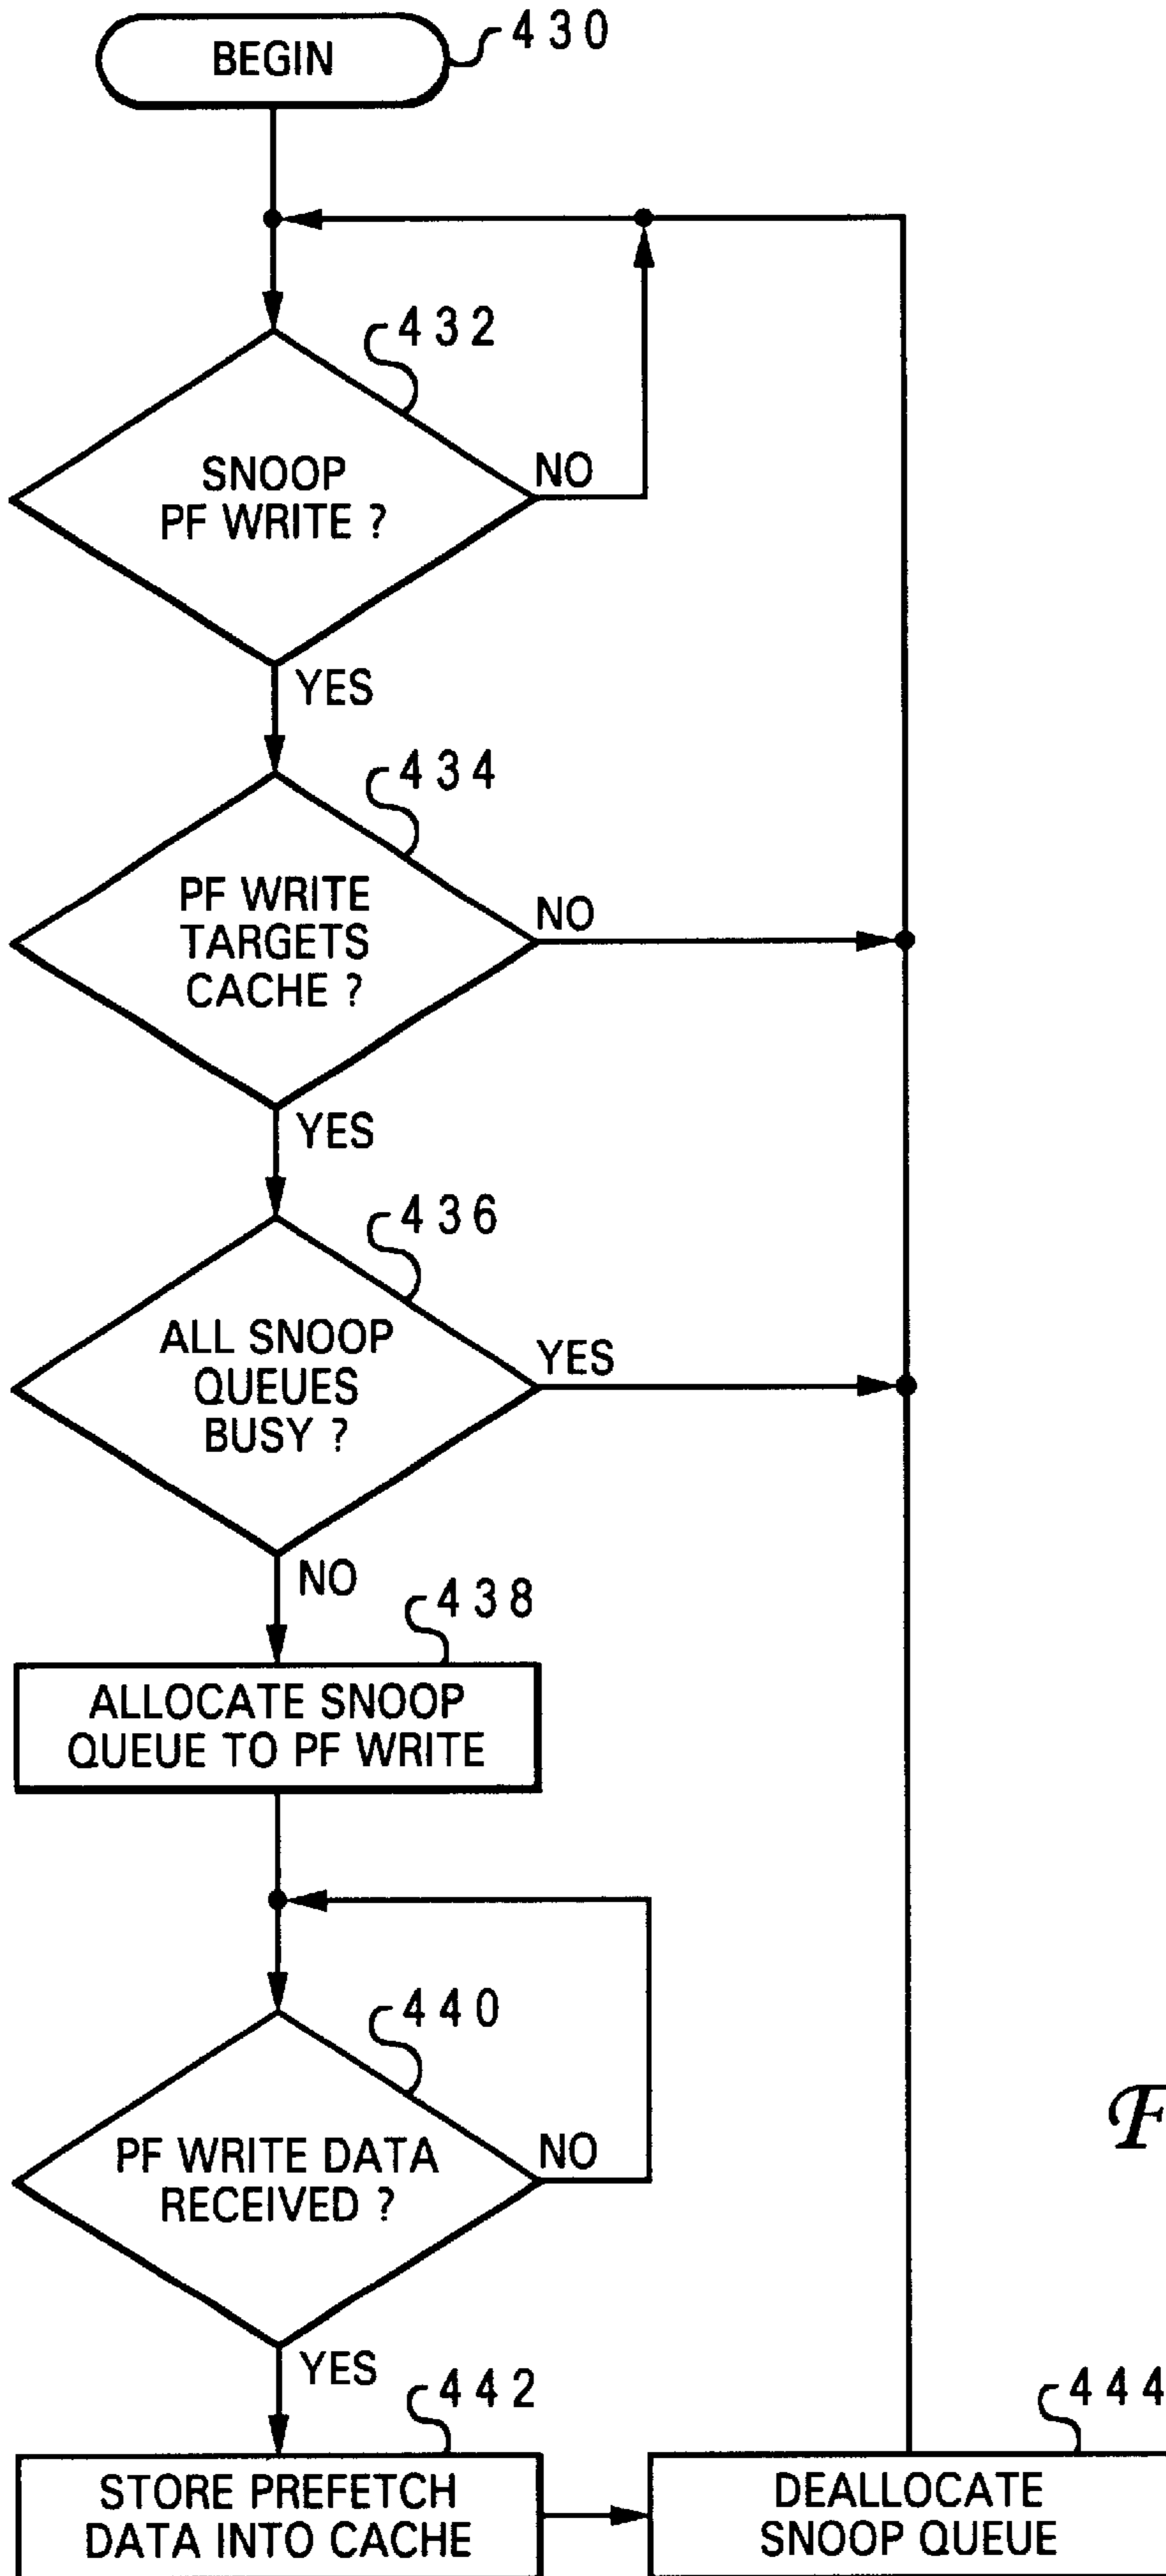 BEGIN
430
432
SNOOP
PF WRITE ?
NO
YES
434
PF WRITE
TARGETS
CACHE ?
NO
YES
436
ALL SNOOP
QUEUES
BUSY ?
YES
NO
438
ALLOCATE SNOOP
QUEUE TO PF WRITE
440
PF WRITE DATA
RECEIVED ?
NO
F
YES
442
STORE PREFETCH
DATA INTO CACHE
444
DEALLOCATE
SNOOP QUEUE